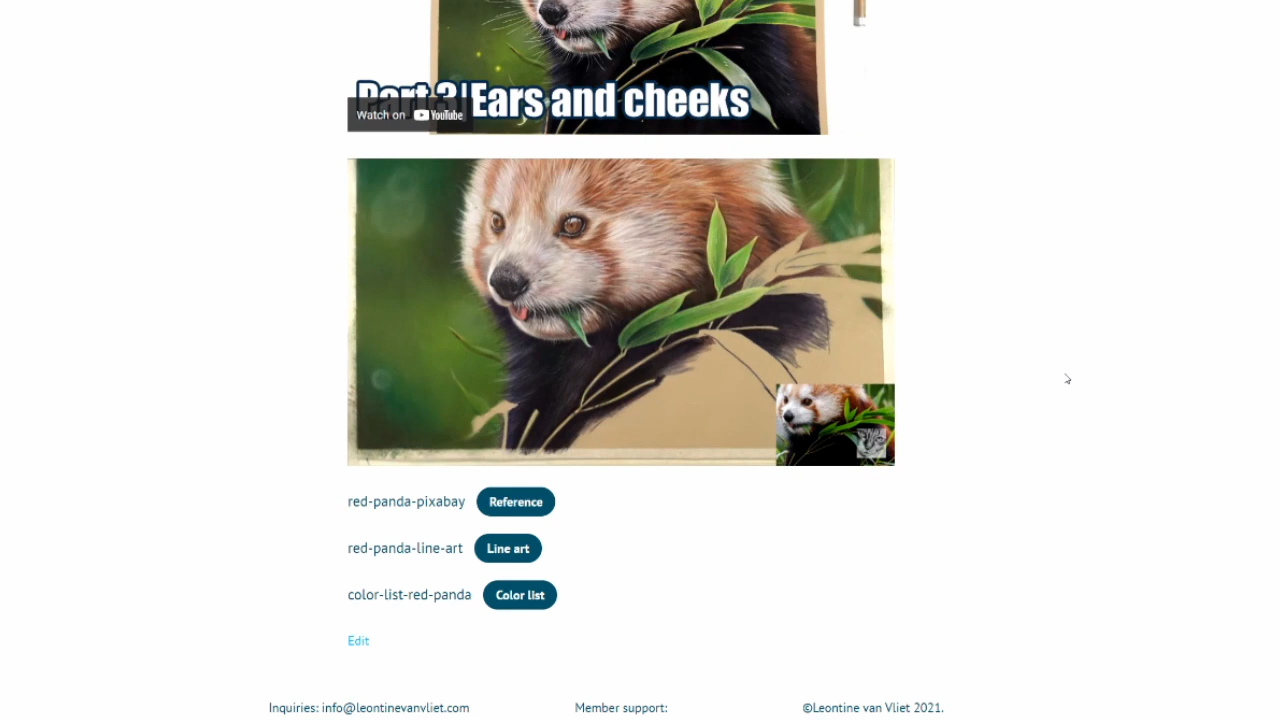 Part 3|Ears and cheeks
Watch on YouTube
red-panda-pixabay Reference
red-panda-line-art Line art
color-list-red-panda Color list
Edit
Inquiries: info@leontinevanvliet.com Member support: ©Leontine van Vliet 2021.